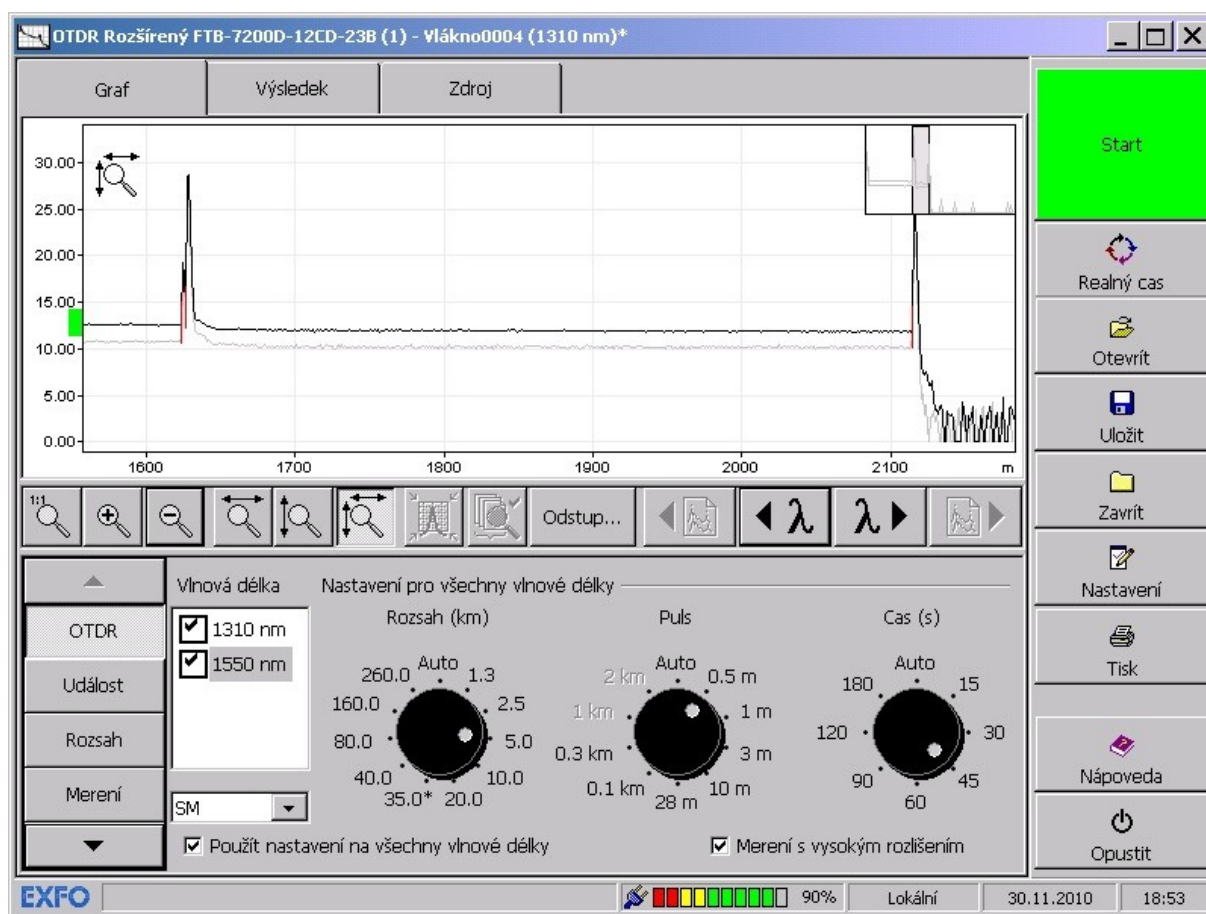 OTDR Rozšírený FTB-7200D-12CD-23B (1) - Vlákno0004 (1310 nm)*
Graf
Výsledek
Zdroj
30.00
25.00
20.00
15.00
10.00
5.00
0.00
1600
1700
1800
1900
2000
2100
m
1:1
Odstup...
λ
λ
OTDR
Událost
Rozsah
Merení
Vlnová délka
1310 nm
1550 nm
SM
Nastavení pro všechny vlnové délky
Rozsah (km)
Auto
1.3
2.5
5.0
10.0
20.0
35.0*
40.0
80.0
160.0
260.0
Puls
Auto
0.5 m
1 m
3 m
10 m
28 m
0.1 km
0.3 km
1 km
2 km
Cas (s)
Auto
15
30
45
60
90
120
180
Použít nastavení na všechny vlnové délky
Merení s vysokým rozlišením
Start
Realný cas
Otevrít
Uložit
Zavrít
Nastavení
Tisk
Nápoveda
Opustit
EXFO
90%
Lokální
30.11.2010
18:53